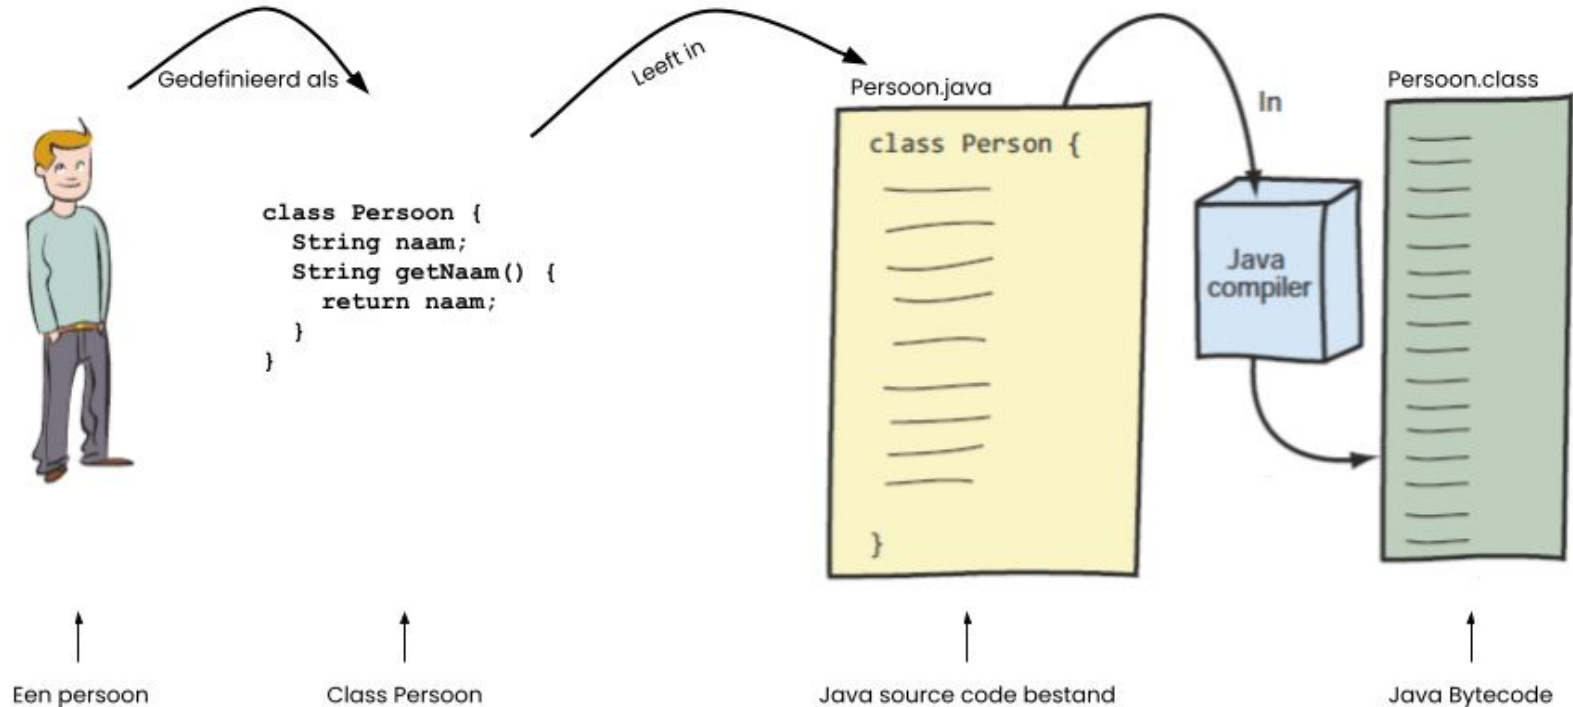 Gedefinieerd als
Leeft in
Persoon.java
In
Persoon.class
class Persoon {
String naam;
String getNaam() {
return naam;
}
}
class Person {
}
Java
compiler
Een persoon
Class Persoon
Java source code bestand
Java Bytecode